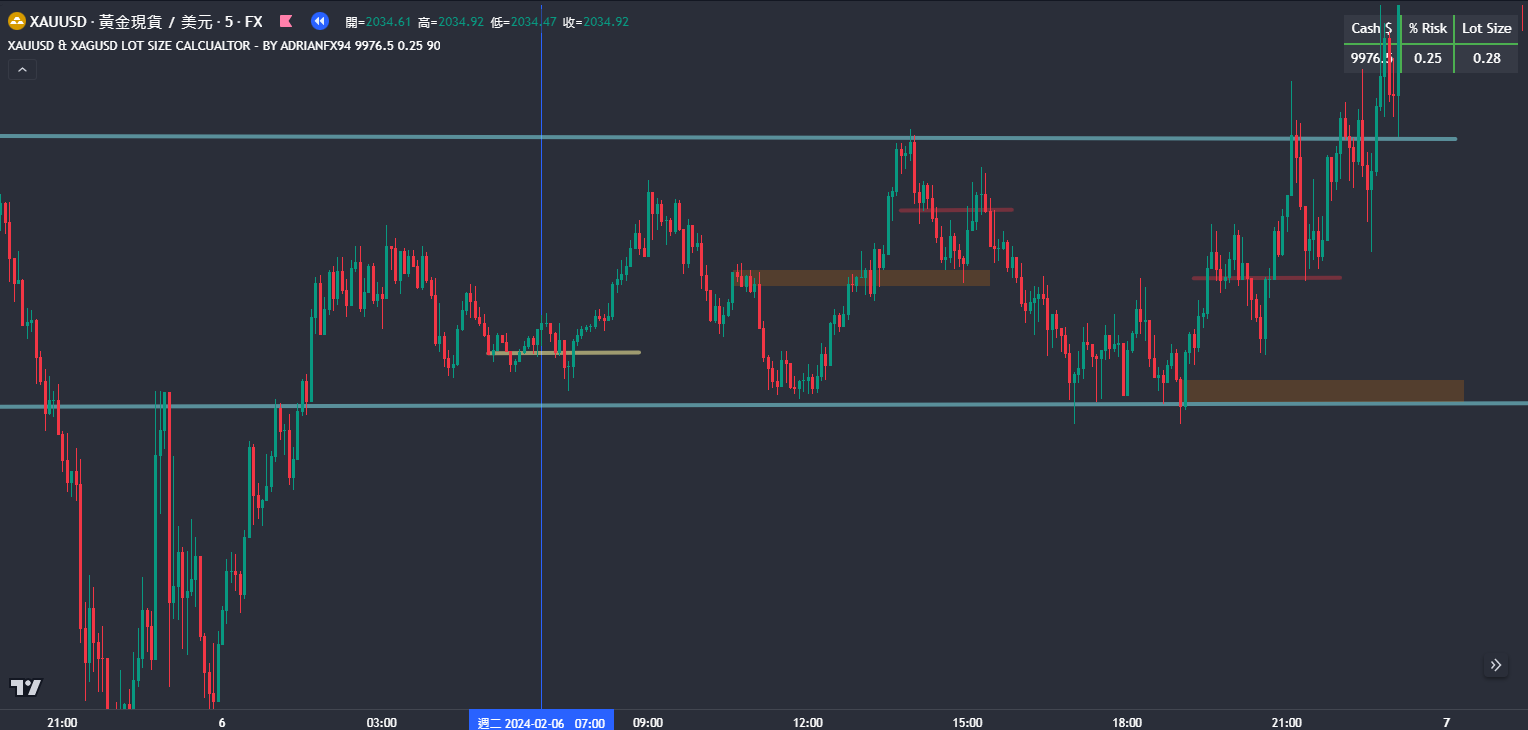 XAUUSD · 黃金現貨 / 美元 · 5 · FX 開=2034.61 高=2034.92 低=2034.47 收=2034.92
XAUUSD & XAGUSD LOT SIZE CALCUALTOR - BY ADRIANFX94 9976.5 0.25 90
Cash $ % Risk Lot Size
9976.5 0.25 0.28
21:00 6 03:00 週二 2024-02-06 07:00 09:00 12:00 15:00 18:00 21:00 7